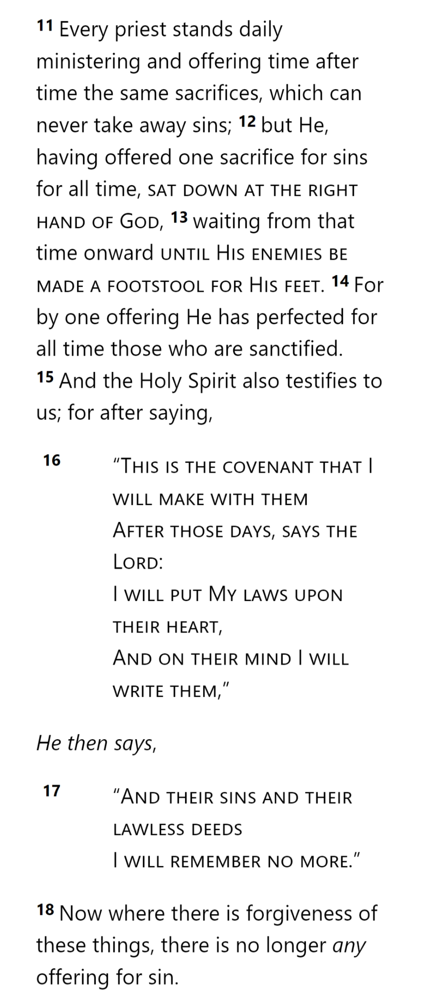 11 Every priest stands daily
ministering and offering time after
time the same sacrifices, which can
never take away sins; 12 but He,
having offered one sacrifice for sins
for all time, SAT DOWN AT THE RIGHT
HAND OF GOD, 13 waiting from that
time onward UNTIL HIS ENEMIES BE
MADE A FOOTSTOOL FOR HIS FEET. 14 For
by one offering He has perfected for
all time those who are sanctified.
15 And the Holy Spirit also testifies to
us; for after saying,
16 “THIS IS THE COVENANT THAT I
WILL MAKE WITH THEM
AFTER THOSE DAYS, SAYS THE
LORD:
I WILL PUT MY LAWS UPON
THEIR HEART,
AND ON THEIR MIND I WILL
WRITE THEM,”
He then says,
17 “AND THEIR SINS AND THEIR
LAWLESS DEEDS
I WILL REMEMBER NO MORE.”
18 Now where there is forgiveness of
these things, there is no longer any
offering for sin.